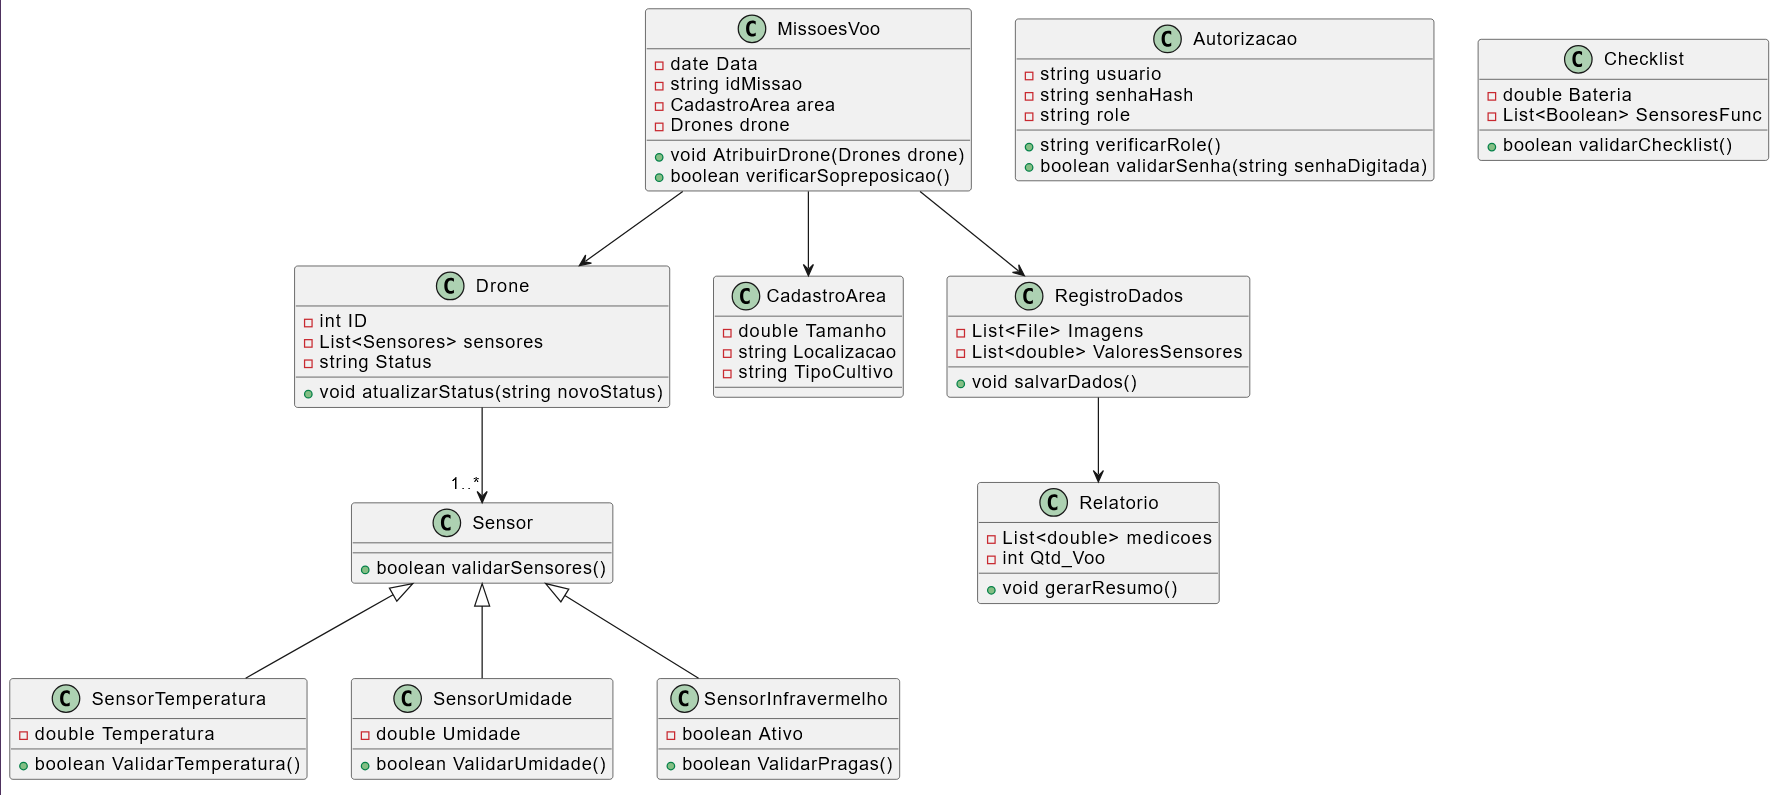 C MissoesVoo
date Data
string idMissao
CadastroArea area
Drones drone
void AtribuirDrone(Drones drone)
boolean verificarSopreposicao()
C Autorizacao
string usuario
string senhaHash
string role
string verificarRole()
boolean validarSenha(string senhaDigitada)
C Checklist
double Bateria
List<Boolean> SensoresFunc
boolean validarChecklist()
C Drone
int ID
List<Sensores> sensores
string Status
void atualizarStatus(string novoStatus)
C CadastroArea
double Tamanho
string Localizacao
string TipoCultivo
C RegistroDados
List<File> Imagens
List<double> ValoresSensores
void salvarDados()
1..*
C Sensor
boolean validarSensores()
C Relatorio
List<double> medicoes
int Qtd_Voo
void gerarResumo()
C SensorTemperatura
double Temperatura
boolean ValidarTemperatura()
C SensorUmidade
double Umidade
boolean ValidarUmidade()
C SensorInfravermelho
boolean Ativo
boolean ValidarPragas()